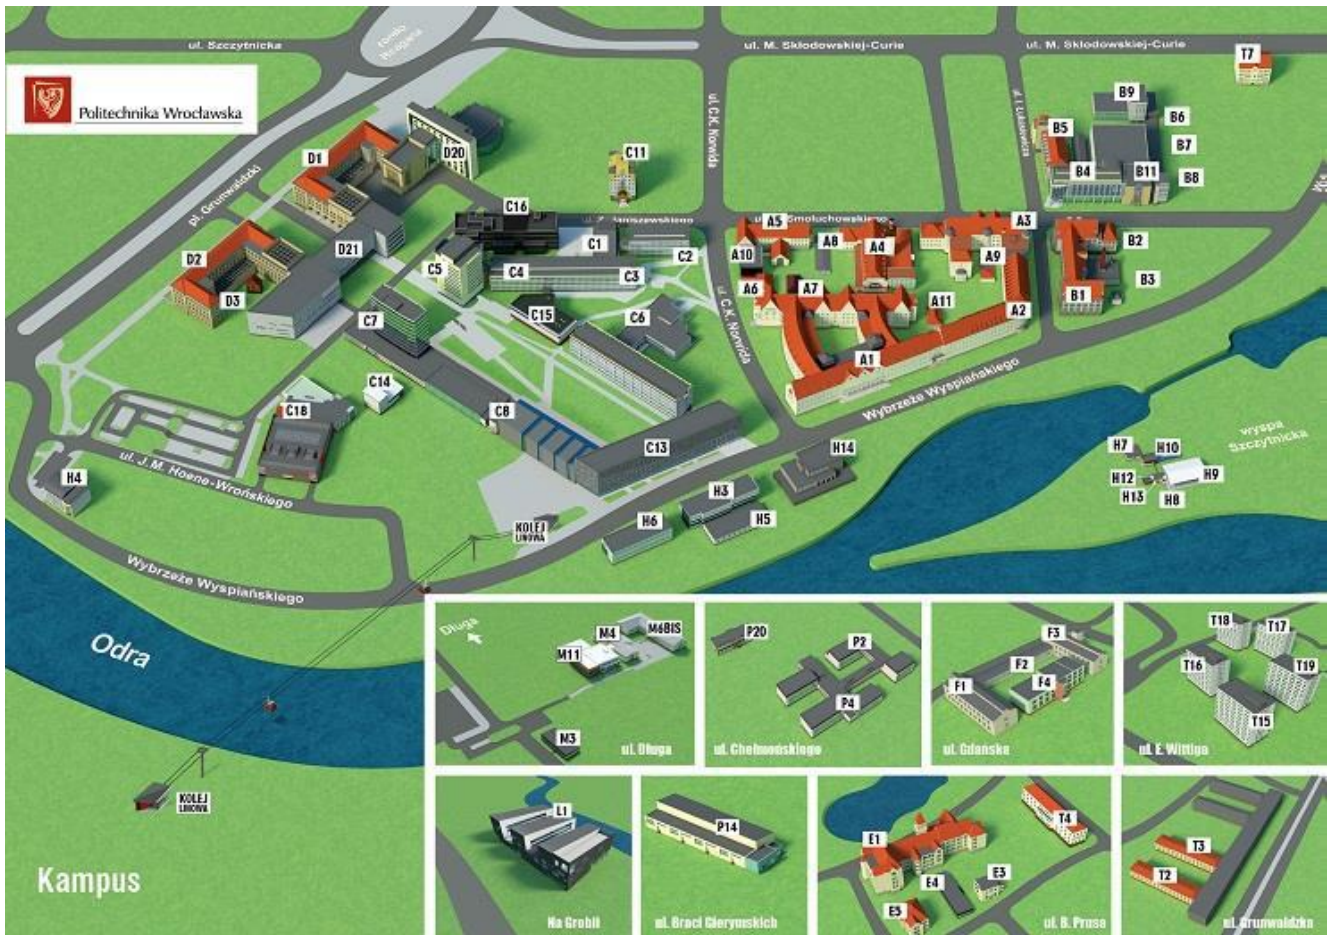 ul. Szczytnicka
rondo
Reagana
ul. M. Skłodowskiej-Curie
ul. M. Skłodowskiej-Curie
T7
Politechnika Wrocławska
pl. Grunwaldzki
ul. C.K. Norwida
ul. I. Łukasiewicza
B9
B6
B5
B7
B4
B11
B8
D1
D20
C11
C16
C1
C2
ul. Smoluchowskiego
A5
A8
A4
A3
A10
A9
B2
B3
B1
D2
D21
D3
C5
C4
C3
C7
C15
C6
ul. C.K. Norwida
A6
A7
A11
A2
A1
Wybrzeże Wyspiańskiego
C14
C18
C8
C13
H14
wyspa
Szczytnicka
H7
H10
H12
H9
H13
H8
ul. J.M. Hoene-Wrońskiego
H4
H3
H6
H5
KOLEJ
LINOWA
Wybrzeże Wyspiańskiego
Odra
KOLEJ
LINOWA
Kampus
Długa
M4
M6BIS
M11
M3
ul. Długa
P20
P2
P4
ul. Chełmońskiego
F3
F2
F1
F4
ul. Gdańska
T18
T17
T16
T19
T15
ul. E. Wittiga
L1
Na Grobli
P14
ul. Braci Gierymskich
E1
T4
E4
E3
E5
ul. B. Prusa
T3
T2
ul. Grunwaldzka